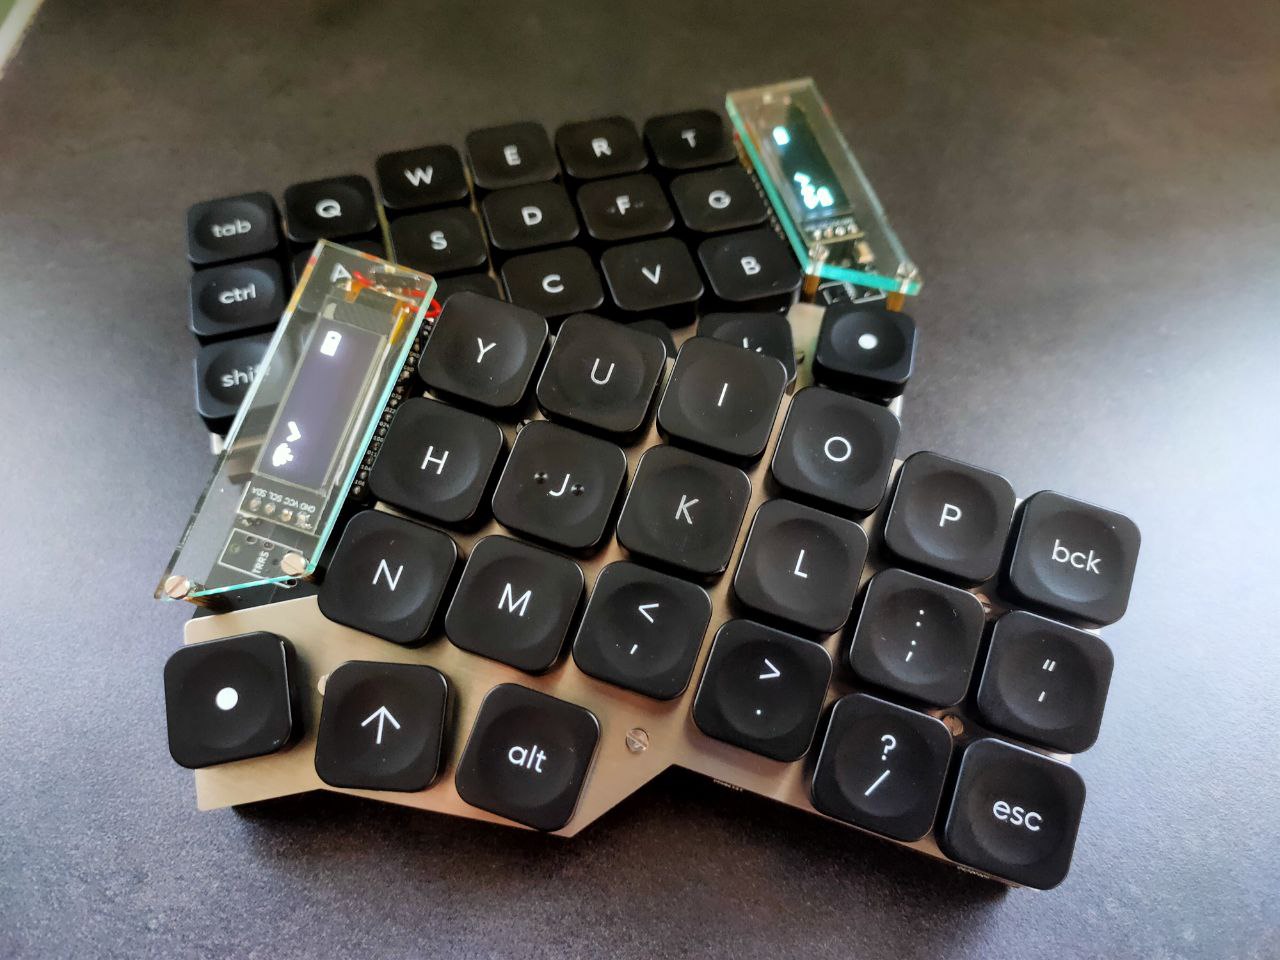 tab Q W E R T
ctrl A S D F G
shi C V B
Y U I O P bck
H J K L : ; " '
N M < , > . ? / esc
↑ alt
GND VCC SCL SDA
TRRS